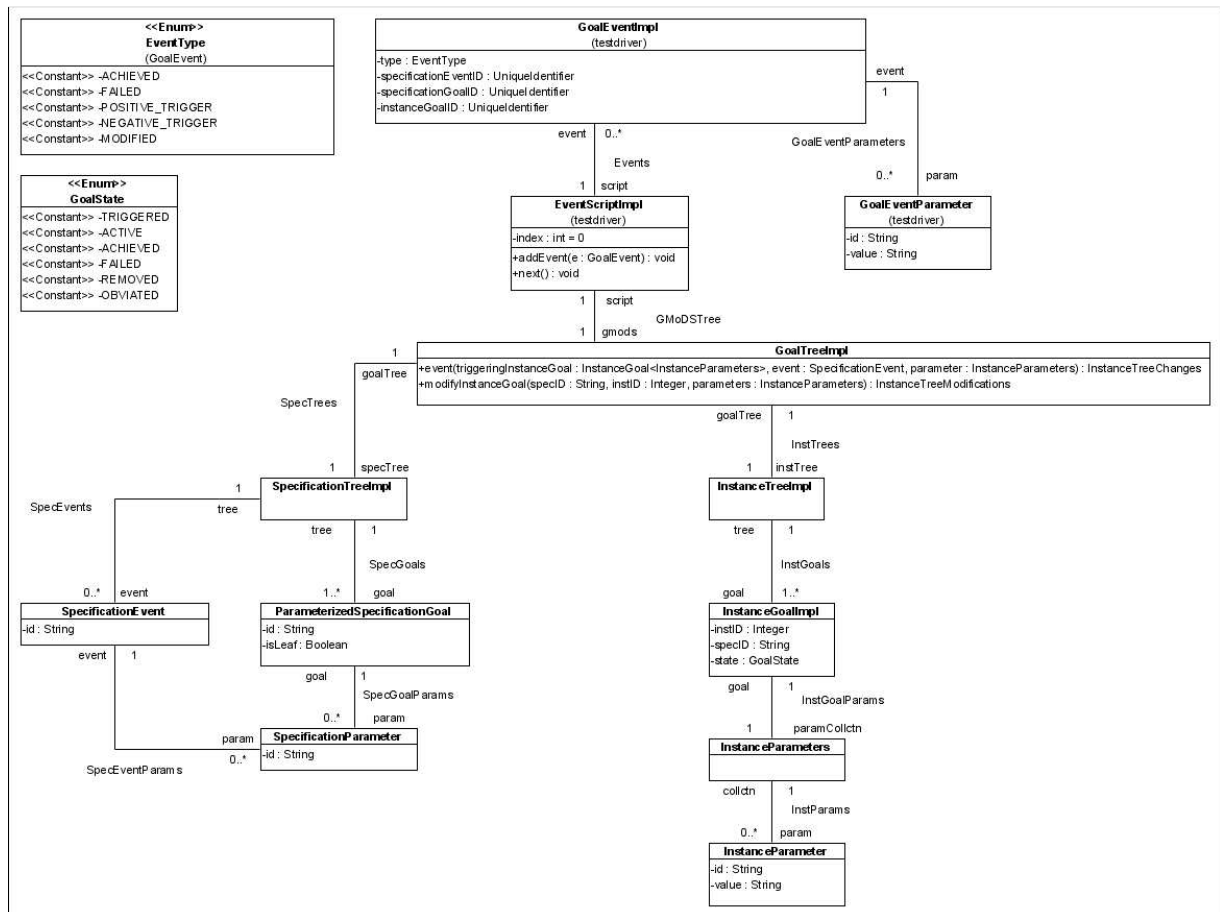 <<Enum>>
EventType
(GoalEvent)
<<Constant>> -ACHIEVED
<<Constant>> -FAILED
<<Constant>> -POSITIVE_TRIGGER
<<Constant>> -NEGATIVE_TRIGGER
<<Constant>> -MODIFIED
GoalEventImpl
(testdriver)
-type : EventType
-specificationEventID : UniqueIdentifier
-specificationGoalID : UniqueIdentifier
-instanceGoalID : UniqueIdentifier
event
1
GoalEventParameters
0..* param
event 0..*
Events
1 script
<<Enum>>
GoalState
<<Constant>> -TRIGGERED
<<Constant>> -ACTIVE
<<Constant>> -ACHIEVED
<<Constant>> -FAILED
<<Constant>> -REMOVED
<<Constant>> -OBVIATED
EventScriptImpl
(testdriver)
-index : int = 0
+addEvent(e : GoalEvent) : void
+next() : void
GoalEventParameter
(testdriver)
-id : String
-value : String
1 script
GMoDSTree
1 gmods
GoalTreeImpl
+event(triggeringInstanceGoal : InstanceGoal<InstanceParameters>, event : SpecificationEvent, parameter : InstanceParameters) : InstanceTreeChanges
+modifyInstanceGoal(specID : String, instID : Integer, parameters : InstanceParameters) : InstanceTreeModifications
1
goalTree
SpecTrees
1 specTree
goalTree 1
InstTrees
1 instTree
SpecificationTreeImpl
InstanceTreeImpl
1
tree
SpecEvents
0..* event
tree 1
SpecGoals
1..* goal
tree 1
InstGoals
goal 1..*
SpecificationEvent
-id : String
ParameterizedSpecificationGoal
-id : String
-isLeaf : Boolean
InstanceGoalImpl
-instID : Integer
-specID : String
-state : GoalState
event 1
goal 1
SpecGoalParams
0..* param
goal 1
InstGoalParams
1 paramCollctn
param
0..*
SpecEventParams
SpecificationParameter
-id : String
InstanceParameters
collctn 1
InstParams
0..* param
InstanceParameter
-id : String
-value : String